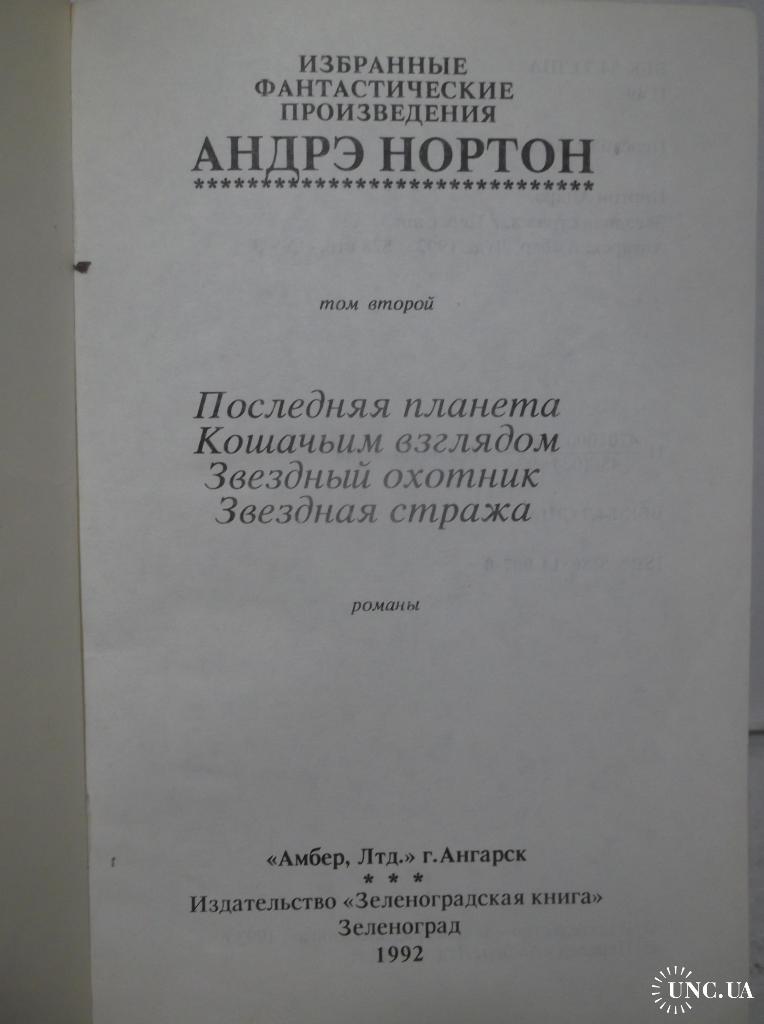 ИЗБРАННЫЕ
ФАНТАСТИЧЕСКИЕ
ПРОИЗВЕДЕНИЯ
АНДРЭ НОРТОН
******************************
том второй
Последняя планета
Кошачьим взглядом
Звездный охотник
Звездная стража
романы
«Амбер, Лтд.» г.Ангарск
* * *
Издательство «Зеленоградская книга»
Зеленоград
1992
UNC.UA